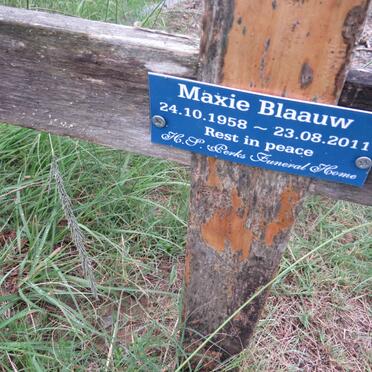 Maxie Blaauw
24.10.1958 ~ 23.08.2011
Rest in peace
H.S. Perks Funeral Home